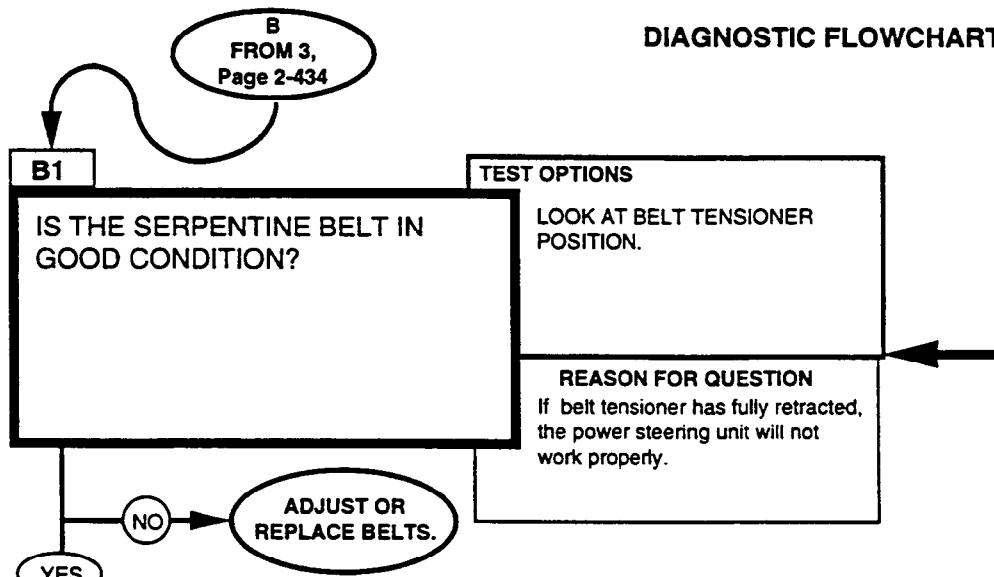 B
FROM 3,
Page 2-434
DIAGNOSTIC FLOWCHART
B1
IS THE SERPENTINE BELT IN
GOOD CONDITION?
TEST OPTIONS
LOOK AT BELT TENSIONER
POSITION.
REASON FOR QUESTION
If belt tensioner has fully retracted,
the power steering unit will not
work properly.
NO
ADJUST OR
REPLACE BELTS.
YES